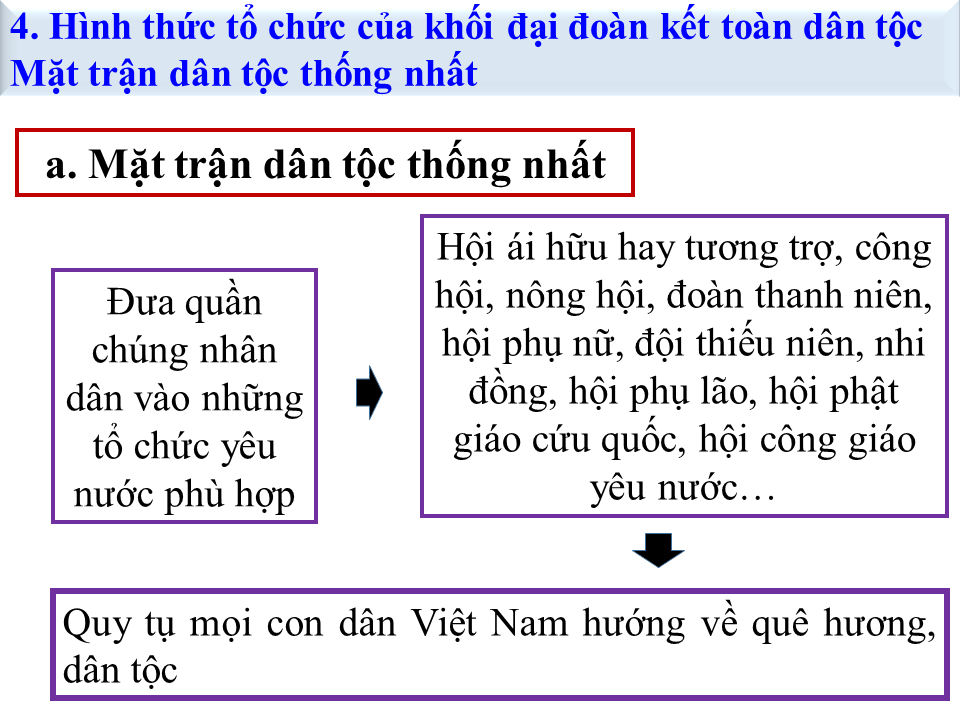 4. Hình thức tổ chức của khối đại đoàn kết toàn dân tộc
Mặt trận dân tộc thống nhất
a. Mặt trận dân tộc thống nhất
Đưa quần
chúng nhân
dân vào những
tổ chức yêu
nước phù hợp
Hội ái hữu hay tương trợ, công
hội, nông hội, đoàn thanh niên,
hội phụ nữ, đội thiếu niên, nhi
đồng, hội phụ lão, hội phật
giáo cứu quốc, hội công giáo
yêu nước…
Quy tụ mọi con dân Việt Nam hướng về quê hương,
dân tộc